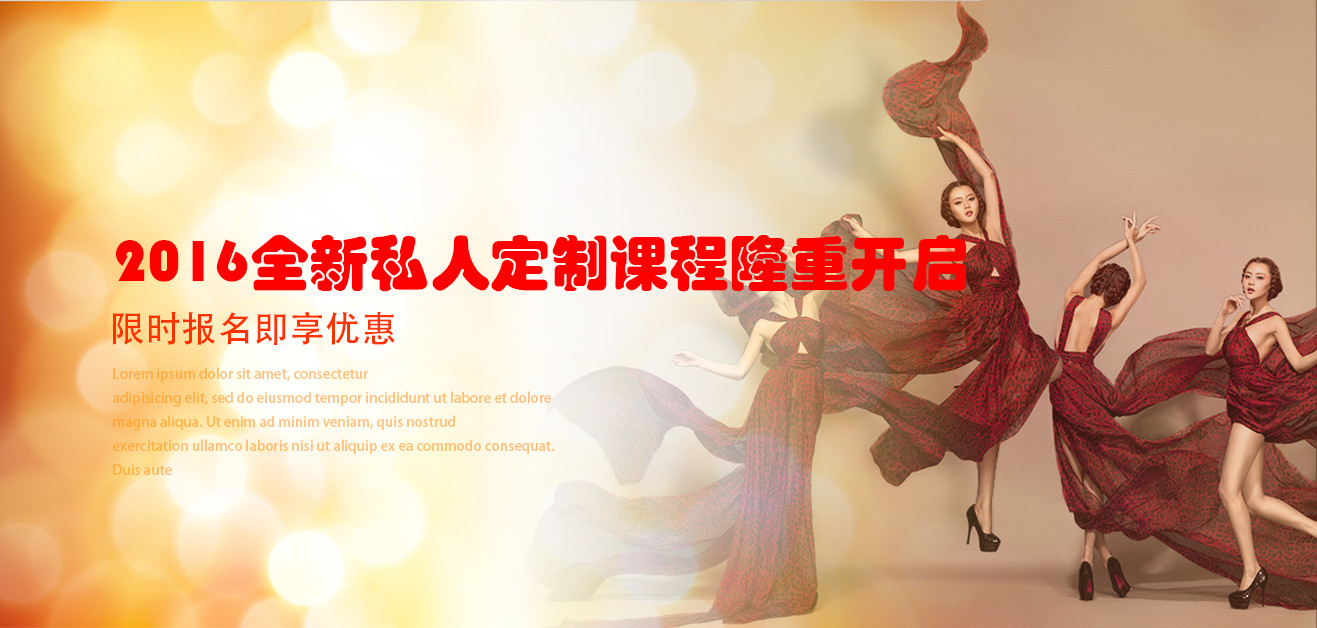 2016全新私人定制课程隆重开启
限时报名即享优惠
Lorem ipsum dolor sit amet, consectetur
adipisicing elit, sed do eiusmod tempor incididunt ut labore et dolore
magna aliqua. Ut enim ad minim veniam, quis nostrud
exercitation ullamco laboris nisi ut aliquip ex ea commodo consequat.
Duis aute